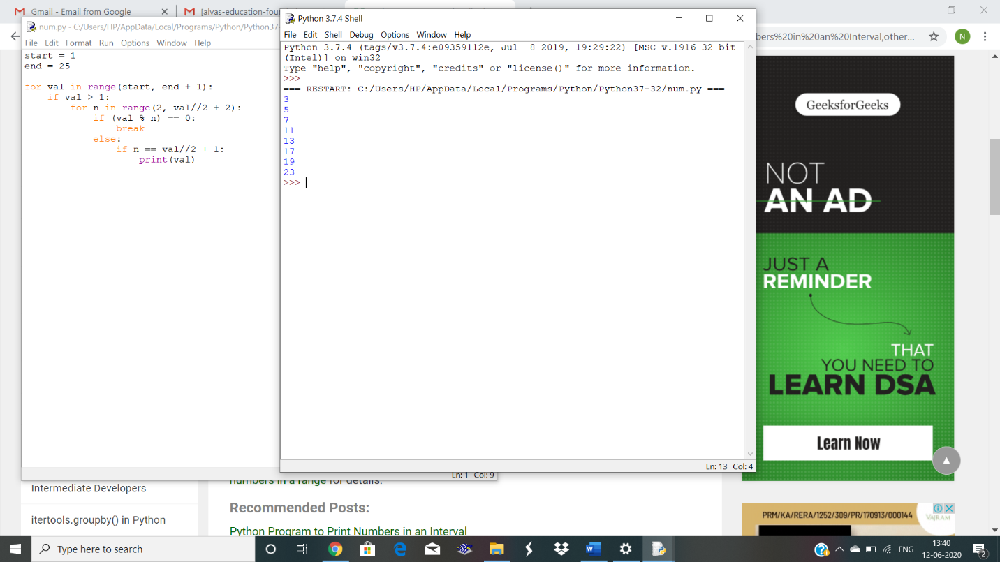 Gmail - Email from Google
[alvas-education-fou
num.py - C:/Users/HP/AppData/Local/Programs/Python/Python37-
File Edit Format Run Options Window Help
start = 1
end = 25
for val in range(start, end + 1):
    if val > 1:
        for n in range(2, val//2 + 2):
            if (val % n) == 0:
                break
            else:
                if n == val//2 + 1:
                    print(val)
Ln: 1 Col: 9
Python 3.7.4 Shell
File Edit Shell Debug Options Window Help
Python 3.7.4 (tags/v3.7.4:e09359112e, Jul  8 2019, 19:29:22) [MSC v.1916 32 bit
(Intel)] on win32
Type "help", "copyright", "credits" or "license()" for more information.
>>>
=== RESTART: C:/Users/HP/AppData/Local/Programs/Python/Python37-32/num.py ===
3
5
7
11
13
17
19
23
>>>
Ln: 13 Col: 4
bers%20in%20an%20Interval,other...
N
GeeksforGeeks
NOT
AN AD
JUST A
REMINDER
THAT
YOU NEED TO
LEARN DSA
Learn Now
Intermediate Developers
itertools.groupby() in Python
numbers in a range for details.
Recommended Posts:
Python Program to Print Numbers in an Interval
PRM/KA/RERA/1252/309/PR/170913/000144
VAJRAM
Type here to search
ENG
13:40
12-06-2020
2